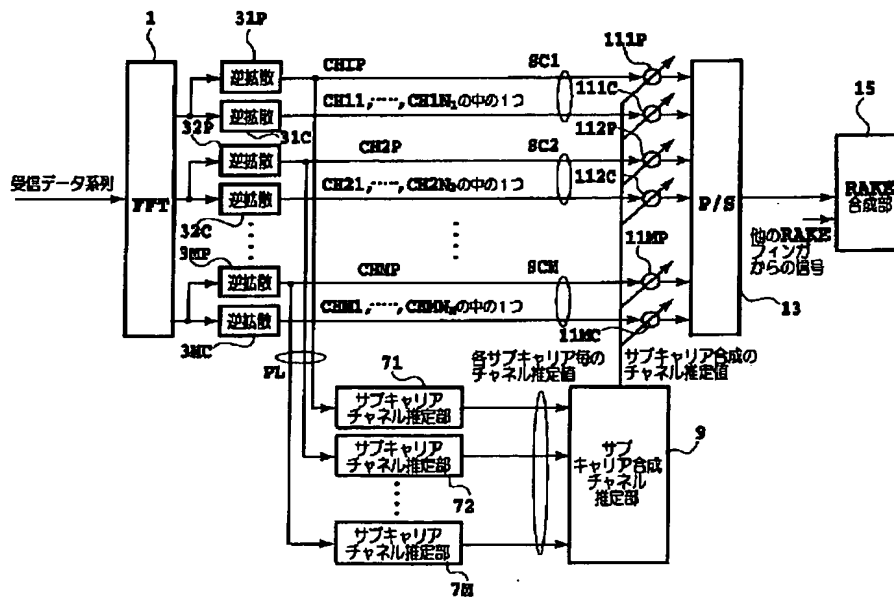 1
31P
逆拡散
CH1P
SC1
111P
15
32P
逆拡散
31C
CH11,‥‥,CH1N₁の中の1つ
111C
112P
逆拡散
CH2P
SC2
受信データ系列
FFT
逆拡散
32C
CH21,‥‥,CH2N₂の中の1つ
112C
P/S
RAKE
合成部
他のRAKE
フィンガ
からの信号
3MP
逆拡散
CHMP
SCM
11MP
逆拡散
3MC
CHM1,‥‥,CHMN_Mの中の1つ
11MC
13
PL
各サブキャリア毎の
チャネル推定値
サブキャリア合成の
チャネル推定値
71
サブキャリア
チャネル推定部
サブキャリア
チャネル推定部
72
サブキャリア
チャネル推定部
7M
サブ
キャリア合成
チャネル
推定部
9